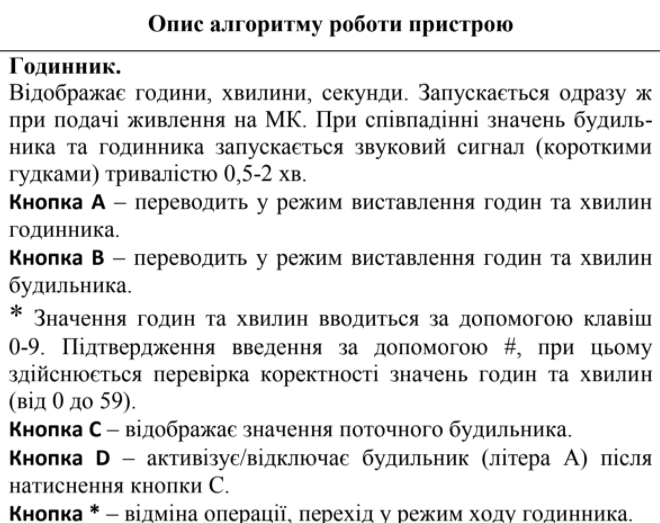 Опис алгоритму роботи пристрою
Годинник.
Відображає години, хвилини, секунди. Запускається одразу ж
при подачі живлення на МК. При співпадінні значень будиль-
ника та годинника запускається звуковий сигнал (короткими
гудками) тривалістю 0,5-2 хв.
Кнопка A – переводить у режим виставлення годин та хвилин
годинника.
Кнопка B – переводить у режим виставлення годин та хвилин
будильника.
* Значення годин та хвилин вводиться за допомогою клавіш
0-9. Підтвердження введення за допомогою #, при цьому
здійснюється перевірка коректності значень годин та хвилин
(від 0 до 59).
Кнопка C – відображає значення поточного будильника.
Кнопка D – активізує/відключає будильник (літера А) після
натиснення кнопки С.
Кнопка * – відміна операції, перехід у режим ходу годинника.